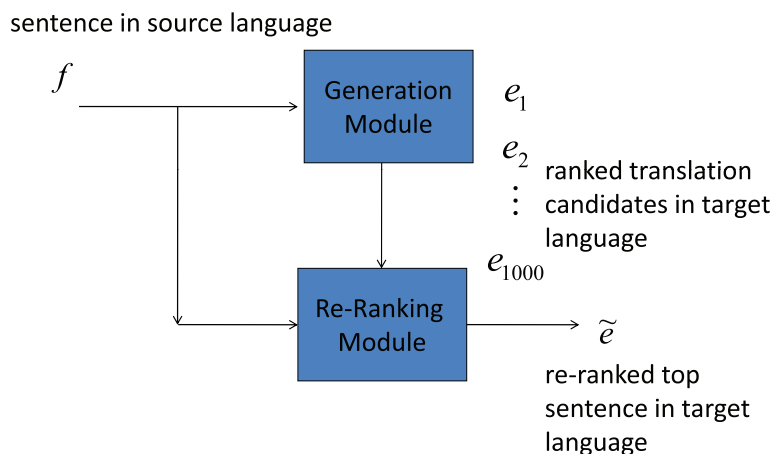 sentence in source language
f
Generation
Module
e₁
e₂
⋮
ranked translation
candidates in target
language
e₁₀₀₀
Re-Ranking
Module
ẽ
re-ranked top
sentence in target
language